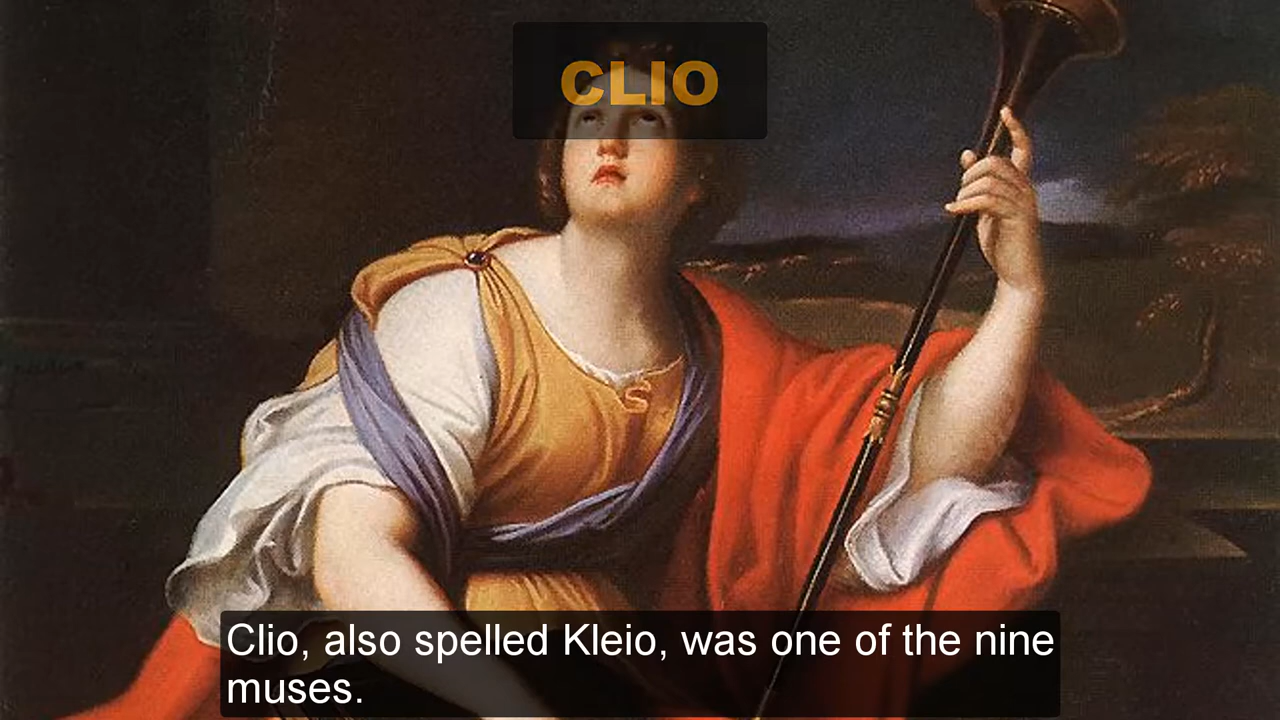 CLIO
Clio, also spelled Kleio, was one of the nine
muses.